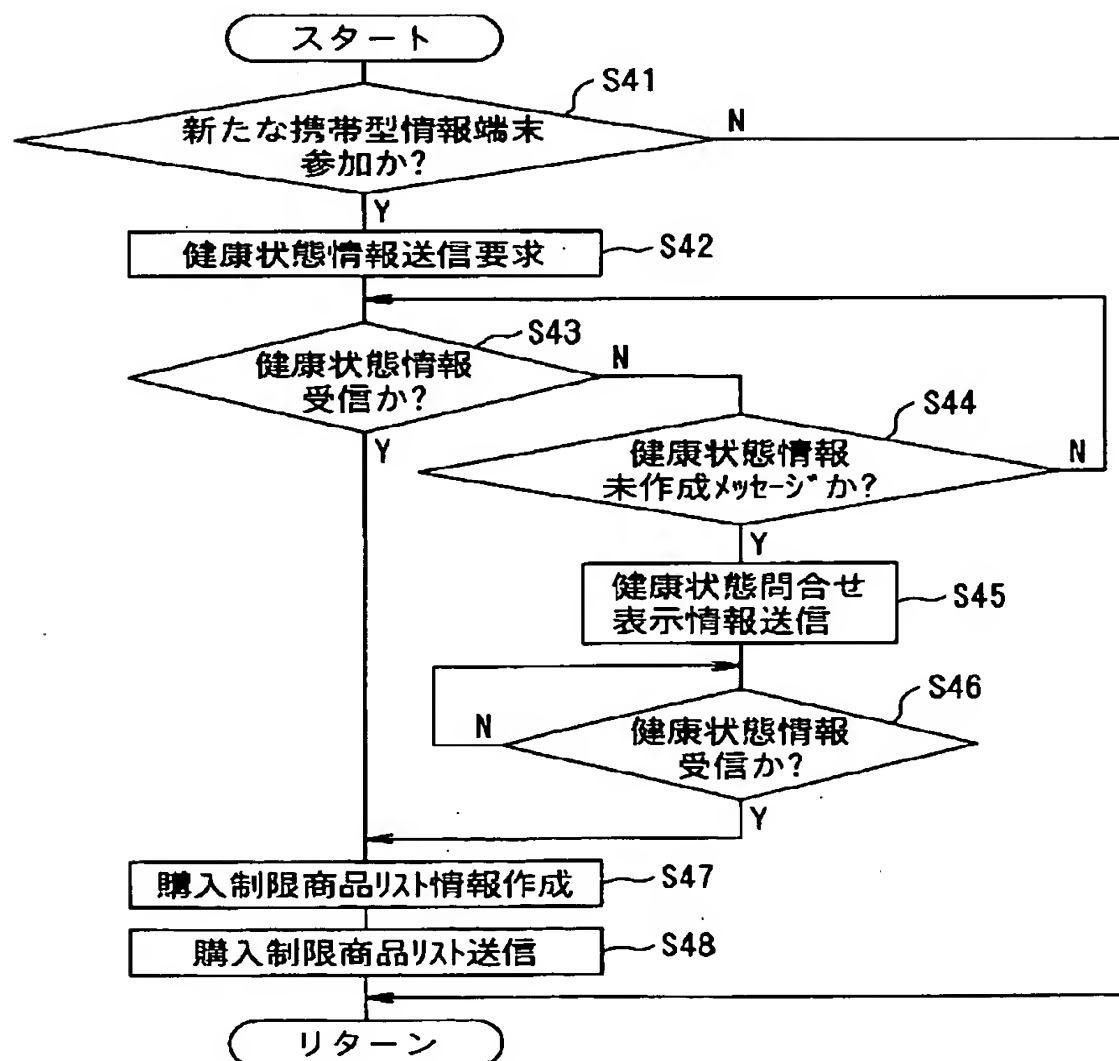 スタート
S41
新たな携帯型情報端末
参加か?
N
Y
健康状態情報送信要求
S42
S43
健康状態情報
受信か?
N
Y
S44
健康状態情報
未作成メッセージか?
N
Y
健康状態問合せ
表示情報送信
S45
S46
健康状態情報
受信か?
N
Y
購入制限商品リスト情報作成
S47
購入制限商品リスト送信
S48
リターン